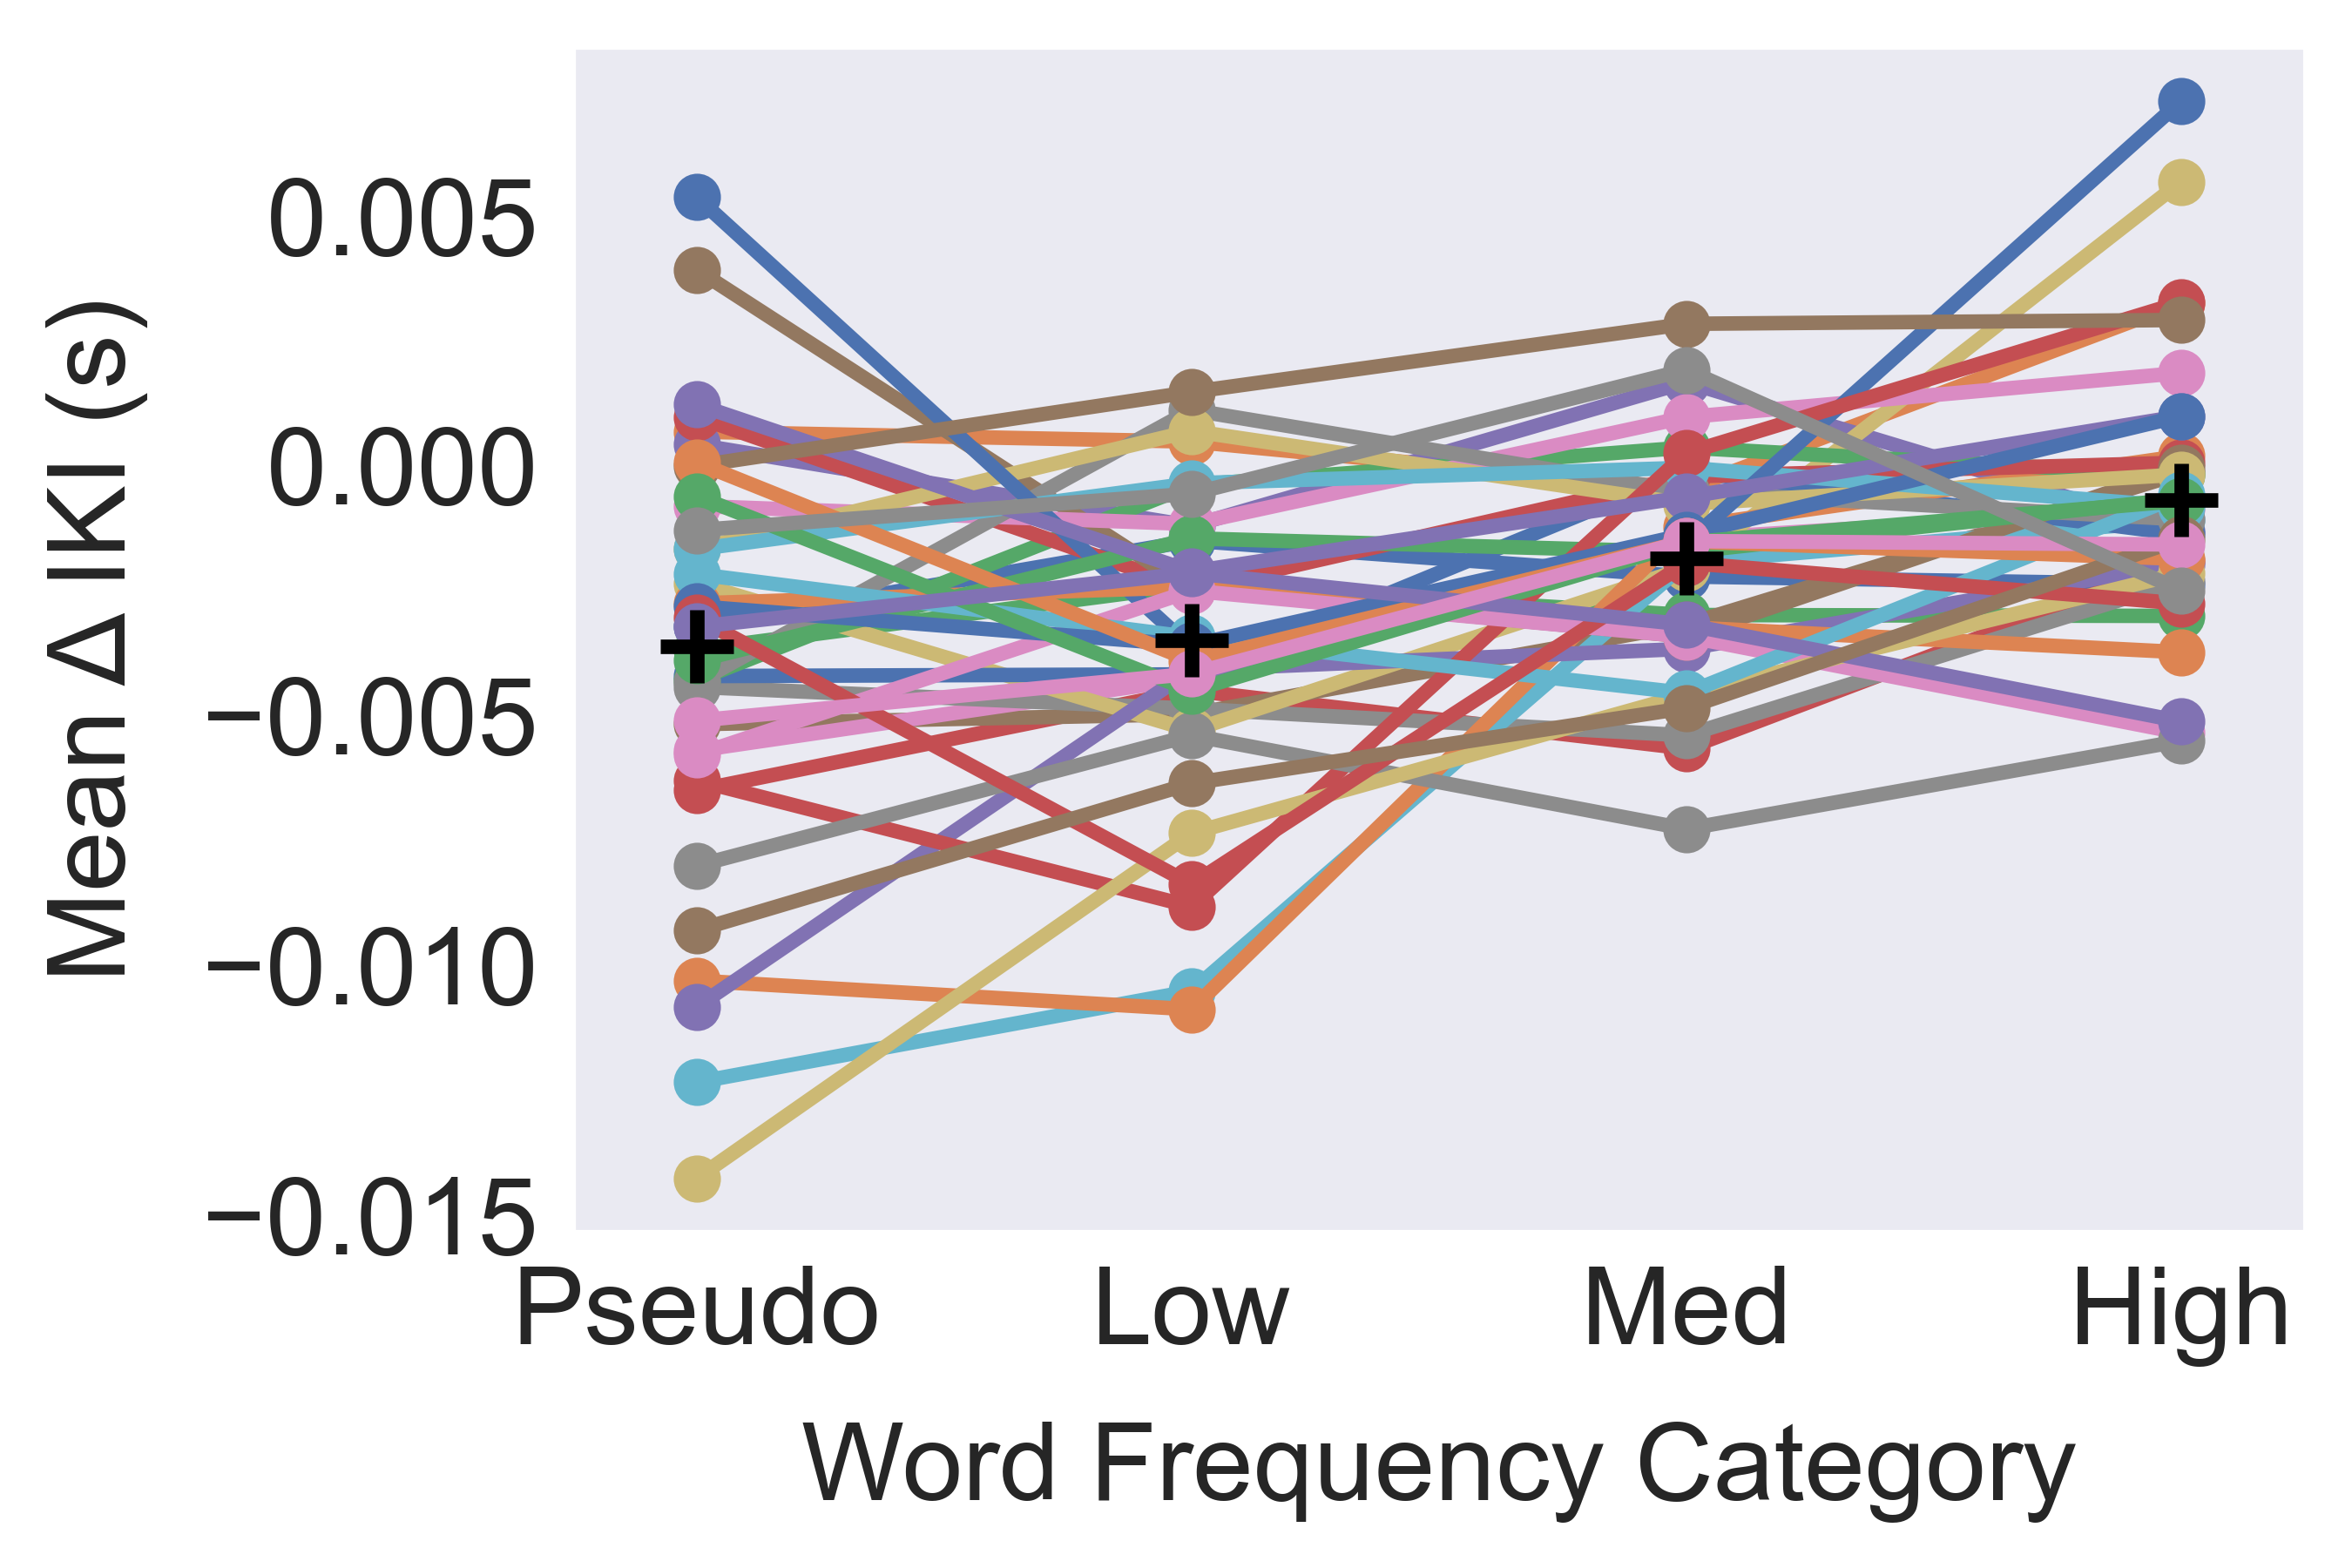 Mean Δ IKI (s)
0.005
0.000
−0.005
−0.010
−0.015
Pseudo Low Med High
Word Frequency Category